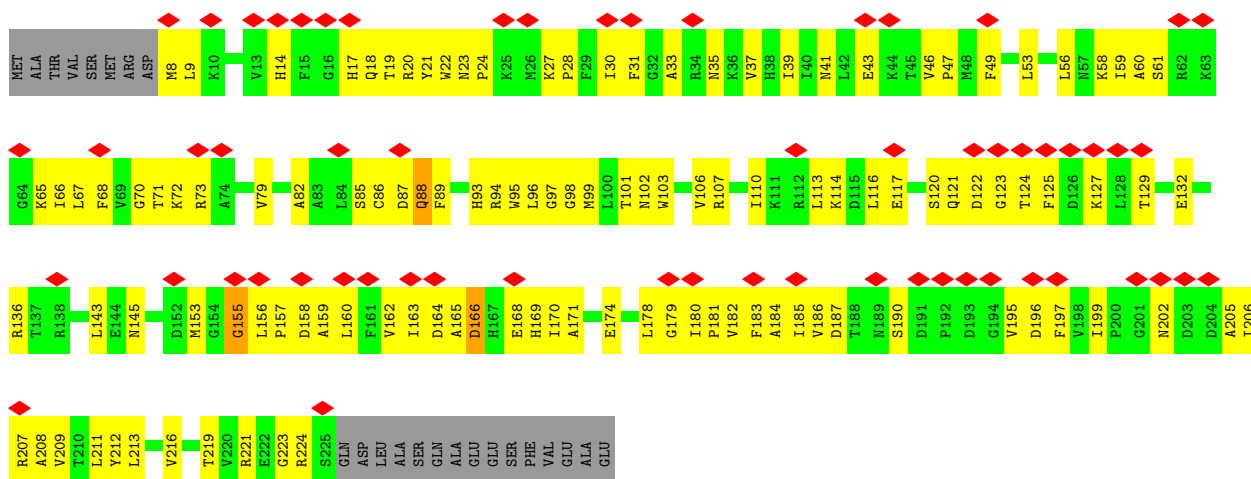 MET ALA THR VAL SER MET ARG ASP M8 L9 K10 V13 H14 F15 G16 H17 Q18 T19 R20 Y21 W22 N23 P24 K25 M26 K27 P28 F29 I30 F31 G32 A33 R34 N35 K36 V37 H38 I39 I40 N41 L42 E43 K44 T45 V46 P47 M48 F49 L53 L56 N57 K58 I59 A60 S61 R62 K63
G64 K65 I66 L67 F68 V69 G70 T71 K72 R73 A74 V79 A82 A83 L84 S85 C86 D87 Q88 F89 H93 R94 W95 L96 G97 G98 M99 L100 T101 N102 W103 V106 R107 I110 K111 R112 L113 K114 D115 L116 E117 S120 Q121 D122 G123 T124 F125 D126 K127 L128 T129 E132
R136 T137 R138 L143 E144 N145 D152 M153 G154 G155 L156 P157 D158 A159 L160 F161 V162 I163 D164 A165 D166 H167 E168 H169 I170 A171 E174 L178 G179 I180 P181 V182 F183 A184 I185 V186 D187 T188 N189 S190 D191 P192 D193 G194 V195 D196 F197 V198 I199 P200 G201 N202 D203 D204 A205 I206
R207 A208 V209 T210 L211 Y212 L213 V216 T219 V220 R221 E222 G223 R224 S225 GLN ASP LEU ALA SER GLN ALA GLU GLU SER PHE VAL GLU ALA GLU